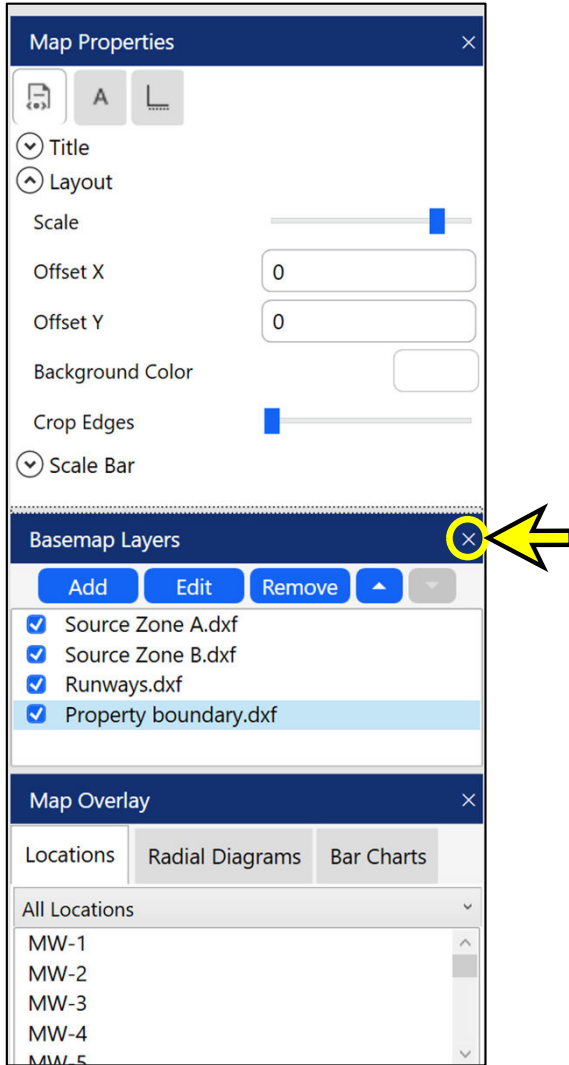 Map Properties
A
Title
Layout
Scale
Offset X
0
Offset Y
0
Background Color
Crop Edges
Scale Bar
Basemap Layers
Add Edit Remove
Source Zone A.dxf
Source Zone B.dxf
Runways.dxf
Property boundary.dxf
Map Overlay
Locations Radial Diagrams Bar Charts
All Locations
MW-1
MW-2
MW-3
MW-4
MW-5